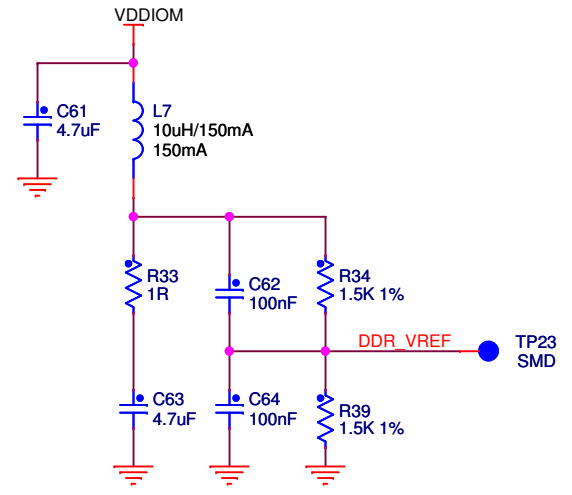 VDDIOM
C61
4.7uF
L7
10uH/150mA
150mA
R33
1R
C62
100nF
R34
1.5K 1%
DDR_VREF
TP23
SMD
C63
4.7uF
C64
100nF
R39
1.5K 1%